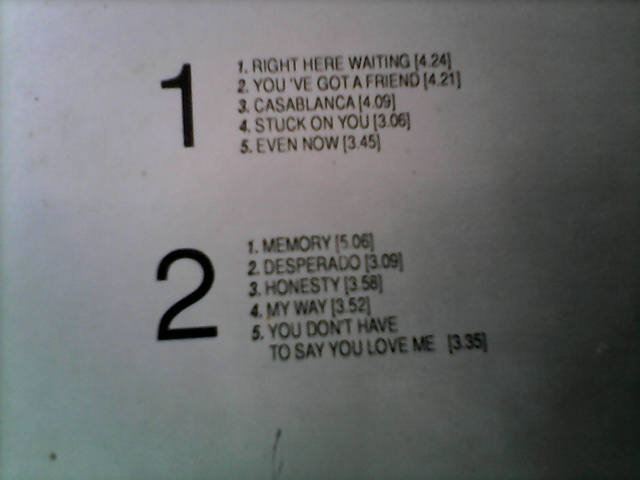 1
1. RIGHT HERE WAITING [4.24]
2. YOU 'VE GOT A FRIEND [4.21]
3. CASABLANCA [4.09]
4. STUCK ON YOU [3.06]
5. EVEN NOW [3.45]
2
1. MEMORY [5.06]
2. DESPERADO [3.09]
3. HONESTY [3.58]
4. MY WAY [3.52]
5. YOU DON'T HAVE
TO SAY YOU LOVE ME [3.35]